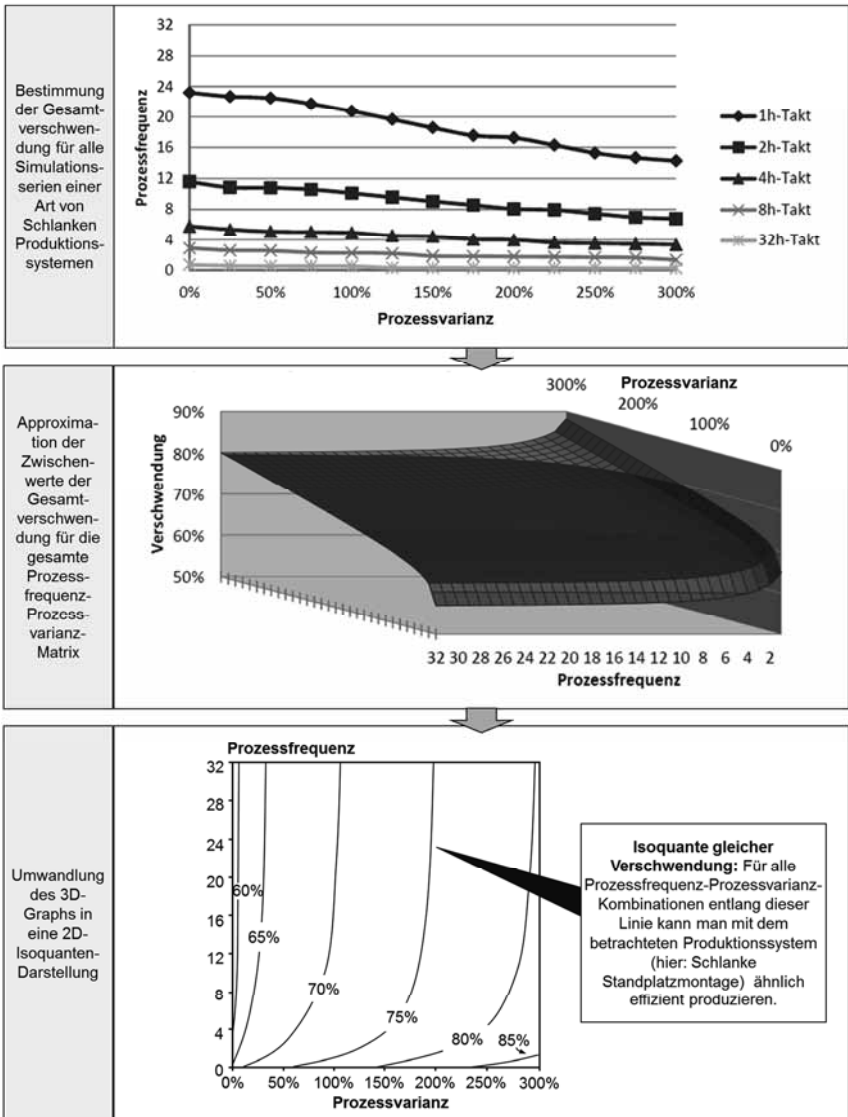 Bestimmung
der Gesamt-
verschwen-
dung für alle
Simulations-
serien einer
Art von
Schlanken
Produktions-
systemen
Prozessfrequenz
32
28
24
20
16
12
8
4
0
0% 50% 100% 150% 200% 250% 300%
Prozessvarianz
1h-Takt
2h-Takt
4h-Takt
8h-Takt
32h-Takt
Approxima-
tion der
Zwischen-
werte der
Gesamt-
verschwen-
dung für die
gesamte
Prozess-
frequenz-
Prozess-
varianz-
Matrix
Verschwendung
90%
80%
70%
60%
50%
300% Prozessvarianz
200%
100%
0%
32 30 28 26 24 22 20 18 16 14 12 10 8 6 4 2
Prozessfrequenz
Umwandlung
des 3D-
Graphs in
eine 2D-
Isoquanten-
Darstellung
Prozessfrequenz
32
28
24
20
16
12
8
4
0
60%
65%
70%
75%
80%
85%
0% 50% 100% 150% 200% 250% 300%
Prozessvarianz
Isoquante gleicher
Verschwendung: Für alle
Prozessfrequenz-Prozessvarianz-
Kombinationen entlang dieser
Linie kann man mit dem
betrachteten Produktionssystem
(hier: Schlanke
Standplatzmontage) ähnlich
effizient produzieren.